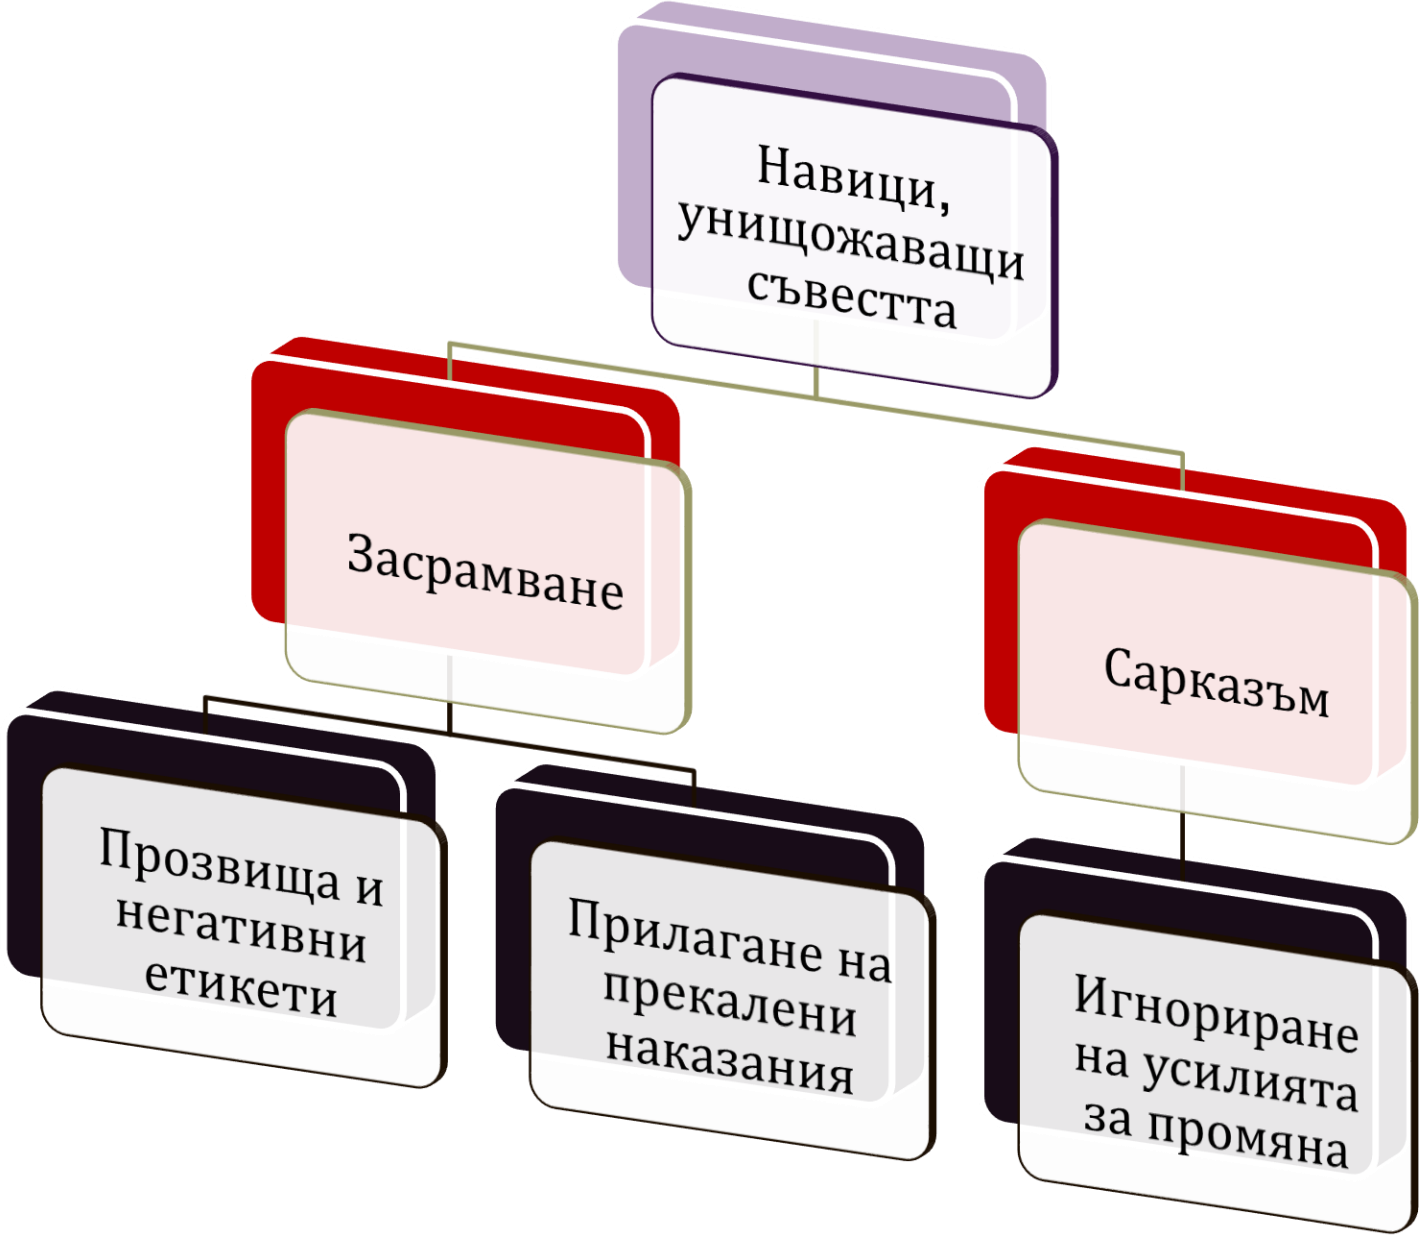 Навици,
унищожаващи
съвестта
Засрамване
Сарказъм
Прозвища и
негативни
етикети
Прилагане на
прекалени
наказания
Игнориране
на усилията
за промяна